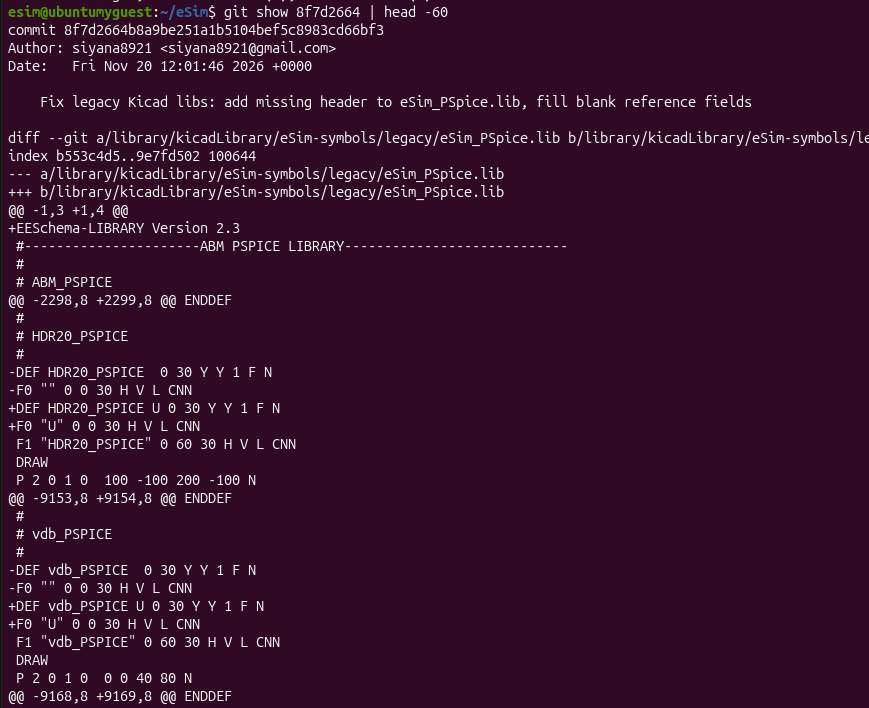 esim@ubuntumyguest:~/eSim$ git show 8f7d2664 | head -60
commit 8f7d2664b8a9be251a1b5104bef5c8983cd66bf3
Author: siyana8921 <siyana8921@gmail.com>
Date:   Fri Nov 20 12:01:46 2026 +0000

    Fix legacy Kicad libs: add missing header to eSim_PSpice.lib, fill blank reference fields

diff --git a/library/kicadLibrary/eSim-symbols/legacy/eSim_PSpice.lib b/library/kicadLibrary/eSim-symbols/le
index b553c4d5..9e7fd502 100644
--- a/library/kicadLibrary/eSim-symbols/legacy/eSim_PSpice.lib
+++ b/library/kicadLibrary/eSim-symbols/legacy/eSim_PSpice.lib
@@ -1,3 +1,4 @@
+EESchema-LIBRARY Version 2.3
 #----------------------ABM PSPICE LIBRARY----------------------------
 #
 # ABM_PSPICE
@@ -2298,8 +2299,8 @@ ENDDEF
 #
 # HDR20_PSPICE
 #
-DEF HDR20_PSPICE  0 30 Y Y 1 F N
-F0 "" 0 0 30 H V L CNN
+DEF HDR20_PSPICE U 0 30 Y Y 1 F N
+F0 "U" 0 0 30 H V L CNN
 F1 "HDR20_PSPICE" 0 60 30 H V L CNN
 DRAW
 P 2 0 1 0  100 -100 200 -100 N
@@ -9153,8 +9154,8 @@ ENDDEF
 #
 # vdb_PSPICE
 #
-DEF vdb_PSPICE  0 30 Y Y 1 F N
-F0 "" 0 0 30 H V L CNN
+DEF vdb_PSPICE U 0 30 Y Y 1 F N
+F0 "U" 0 0 30 H V L CNN
 F1 "vdb_PSPICE" 0 60 30 H V L CNN
 DRAW
 P 2 0 1 0  0 0 40 80 N
@@ -9168,8 +9169,8 @@ ENDDEF